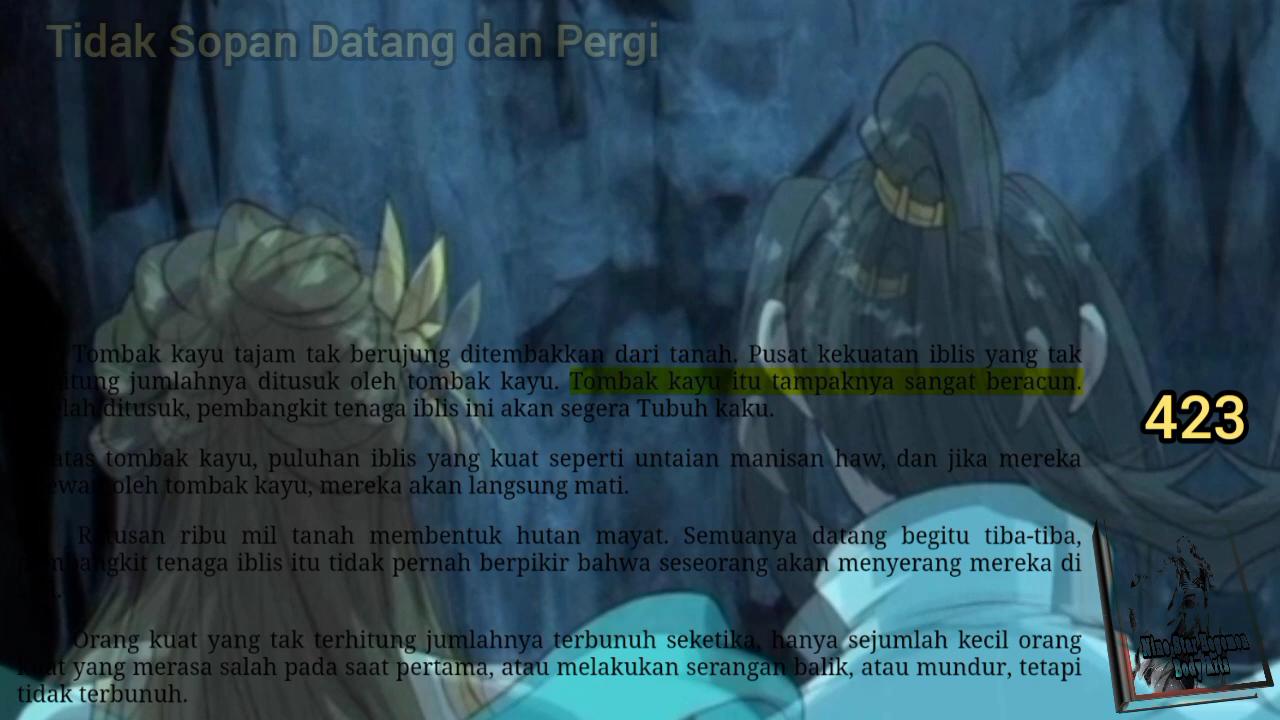 Tidak Sopan Datang dan Pergi
Tombak kayu tajam tak berujung ditembakkan dari tanah. Pusat kekuatan iblis yang tak
jumlahnya ditusuk oleh tombak kayu. Tombak kayu itu tampaknya sangat beracun.
ditusuk, pembangkit tenaga iblis ini akan segera Tubuh kaku.
tombak kayu, puluhan iblis yang kuat seperti untaian manisan haw, dan jika mereka
oleh tombak kayu, mereka akan langsung mati.
Ratusan ribu mil tanah membentuk hutan mayat. Semuanya datang begitu tiba-tiba,
pembangkit tenaga iblis itu tidak pernah berpikir bahwa seseorang akan menyerang mereka di
Orang kuat yang tak terhitung jumlahnya terbunuh seketika, hanya sejumlah kecil orang
kuat yang merasa salah pada saat pertama, atau melakukan serangan balik, atau mundur, tetapi
tidak terbunuh.
423